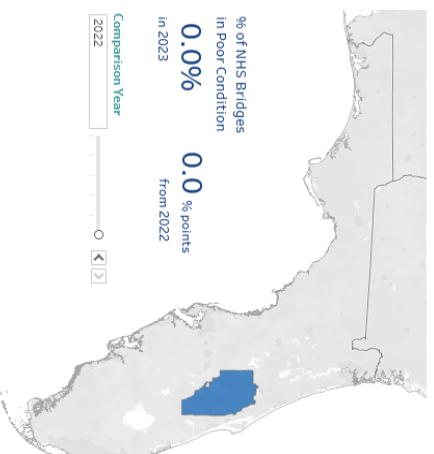 % of NHS Bridges
in Poor Condition
0.0%
in 2023
0.0 % points
from 2022
Comparison Year
2022